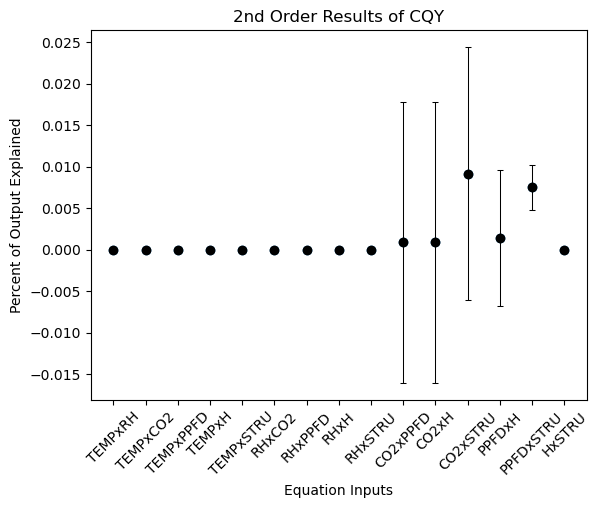 2nd Order Results of CQY
Percent of Output Explained
0.025
0.020
0.015
0.010
0.005
0.000
−0.005
−0.010
−0.015
TEMPxRH
TEMPxCO2
TEMPxPPFD
TEMPxH
TEMPxSTRU
RHxCO2
RHxPPFD
RHxH
RHxSTRU
CO2xPPFD
CO2xH
CO2xSTRU
PPFDxH
PPFDxSTRU
HxSTRU
Equation Inputs